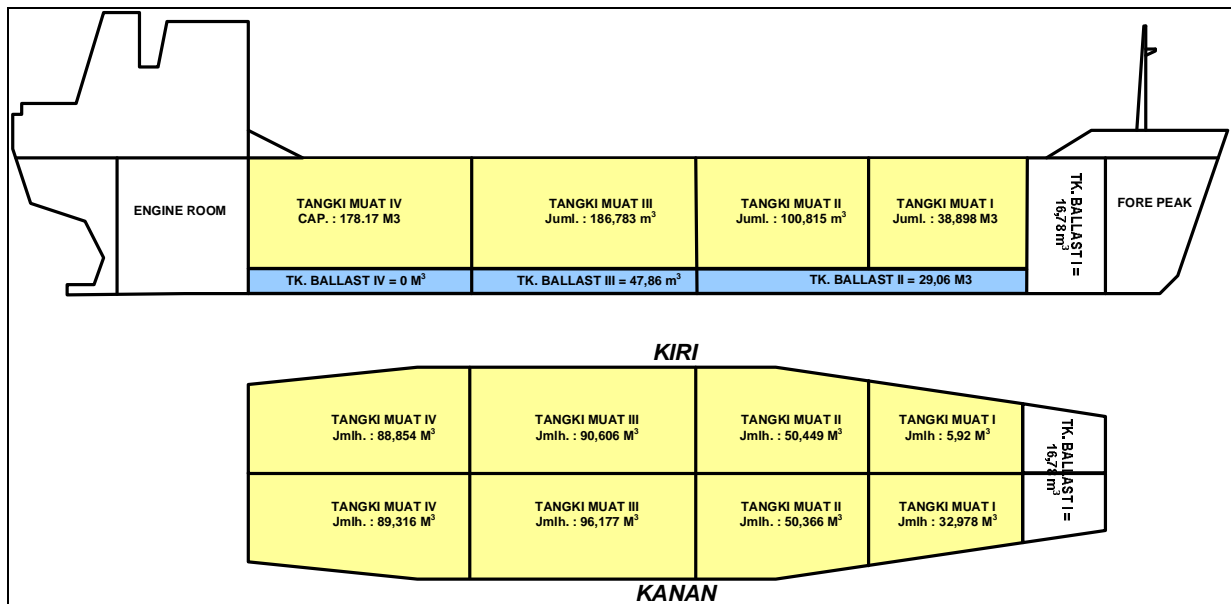 ENGINE ROOM
TANGKI MUAT IV
CAP. : 178.17 M3
TANGKI MUAT III
Juml. : 186,783 m³
TANGKI MUAT II
Juml. : 100,815 m³
TANGKI MUAT I
Juml. : 38,898 M3
TK. BALLAST I =
16,78 m³
FORE PEAK
TK. BALLAST IV = 0 M³
TK. BALLAST III = 47,86 m³
TK. BALLAST II = 29,06 M3
KIRI
TANGKI MUAT IV
Jmlh. : 88,854 M³
TANGKI MUAT III
Jmlh. : 90,606 M³
TANGKI MUAT II
Jmlh. : 50,449 M³
TANGKI MUAT I
Jmlh : 5,92 M³
TK. BALLAST I =
16,78 m³
TANGKI MUAT IV
Jmlh. : 89,316 M³
TANGKI MUAT III
Jmlh. : 96,177 M³
TANGKI MUAT II
Jmlh. : 50,366 M³
TANGKI MUAT I
Jmlh : 32,978 M³
KANAN